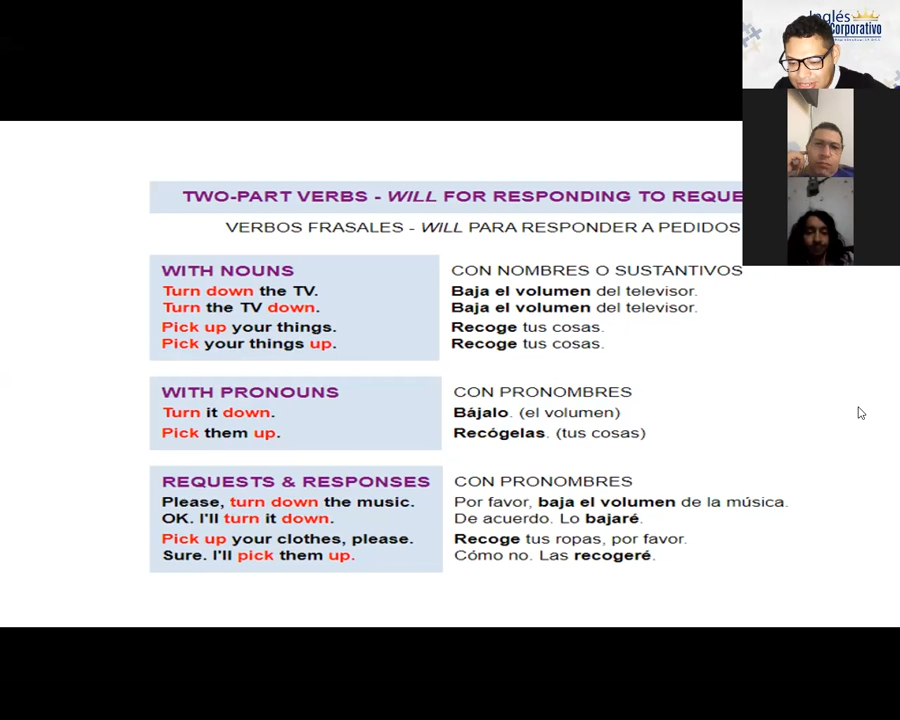 Inglés
Corporativo
TWO-PART VERBS - WILL FOR RESPONDING TO REQUE
VERBOS FRASALES - WILL PARA RESPONDER A PEDIDOS
WITH NOUNS
CON NOMBRES O SUSTANTIVOS
Turn down the TV.
Baja el volumen del televisor.
Turn the TV down.
Baja el volumen del televisor.
Pick up your things.
Recoge tus cosas.
Pick your things up.
Recoge tus cosas.
WITH PRONOUNS
CON PRONOMBRES
Turn it down.
Bájalo. (el volumen)
Pick them up.
Recógelas. (tus cosas)
REQUESTS & RESPONSES
CON PRONOMBRES
Please, turn down the music.
Por favor, baja el volumen de la música.
OK. I'll turn it down.
De acuerdo. Lo bajaré.
Pick up your clothes, please.
Recoge tus ropas, por favor.
Sure. I'll pick them up.
Cómo no. Las recogeré.